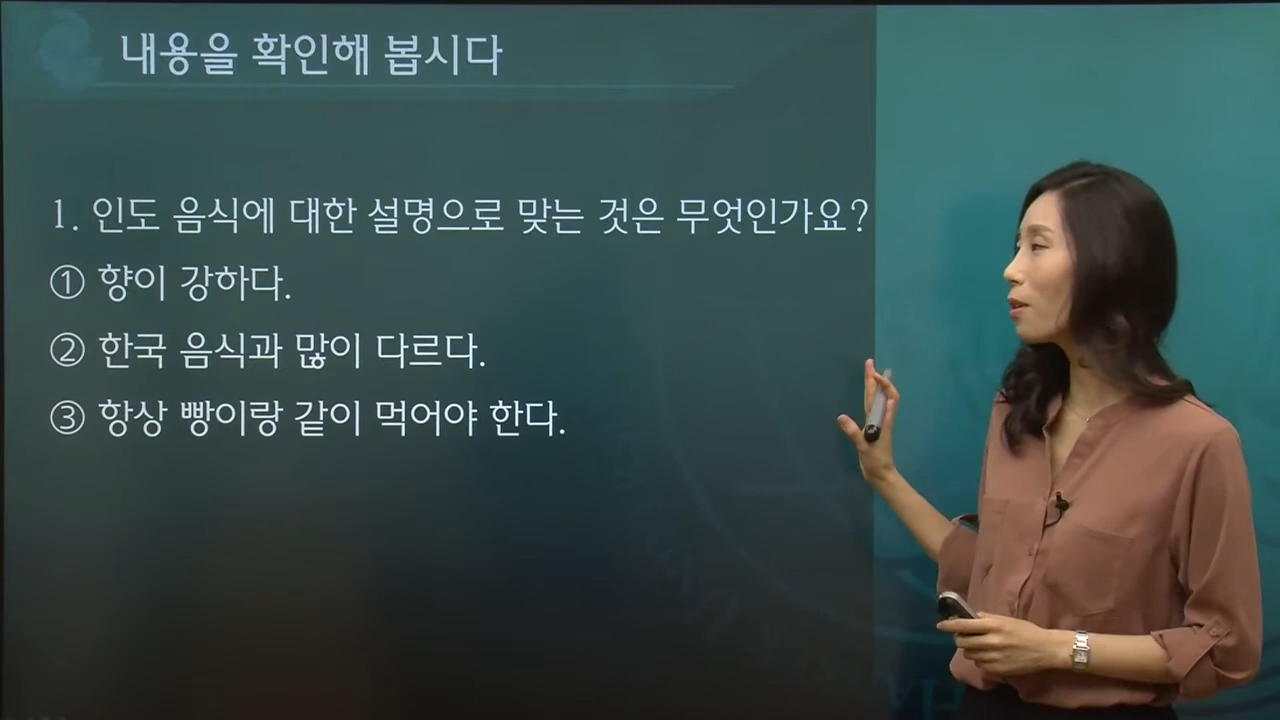 내용을 확인해 봅시다
1. 인도 음식에 대한 설명으로 맞는 것은 무엇인가요?
① 향이 강하다.
② 한국 음식과 많이 다르다.
③ 항상 빵이랑 같이 먹어야 한다.